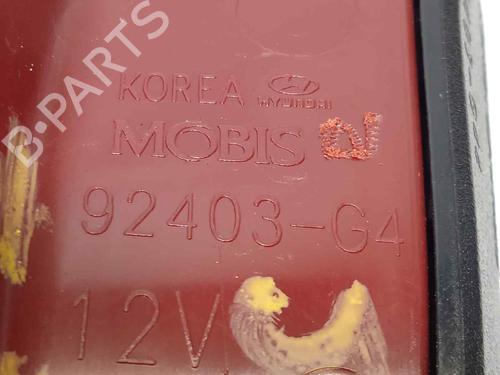 B-PARTS
KOREA HYUNDAI
MOBIS
92403-G4
12V